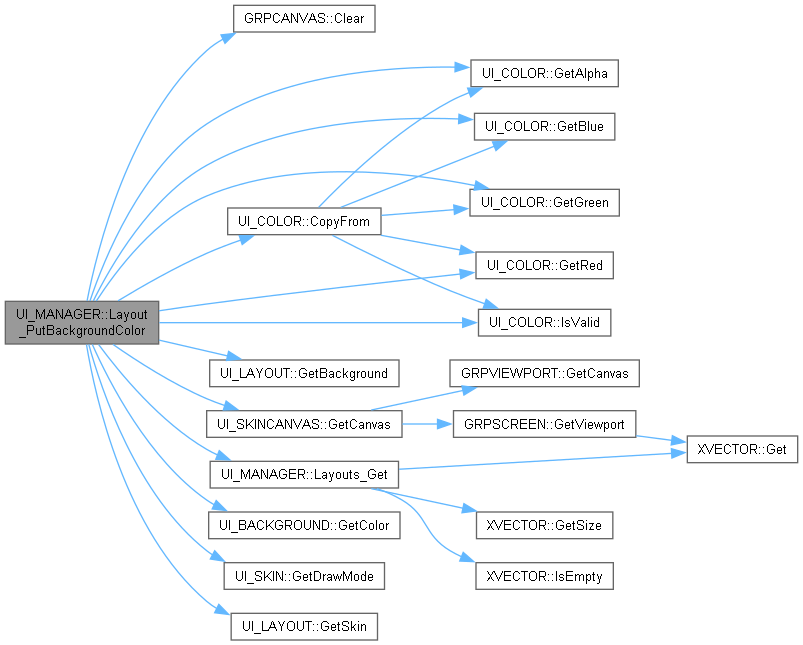 GRPCANVAS::Clear
UI_COLOR::GetAlpha
UI_COLOR::GetBlue
UI_COLOR::GetGreen
UI_COLOR::CopyFrom
UI_COLOR::GetRed
UI_MANAGER::Layout
_PutBackgroundColor
UI_COLOR::IsValid
UI_LAYOUT::GetBackground
GRPVIEWPORT::GetCanvas
UI_SKINCANVAS::GetCanvas
GRPSCREEN::GetViewport
XVECTOR::Get
UI_MANAGER::Layouts_Get
UI_BACKGROUND::GetColor
XVECTOR::GetSize
UI_SKIN::GetDrawMode
XVECTOR::IsEmpty
UI_LAYOUT::GetSkin